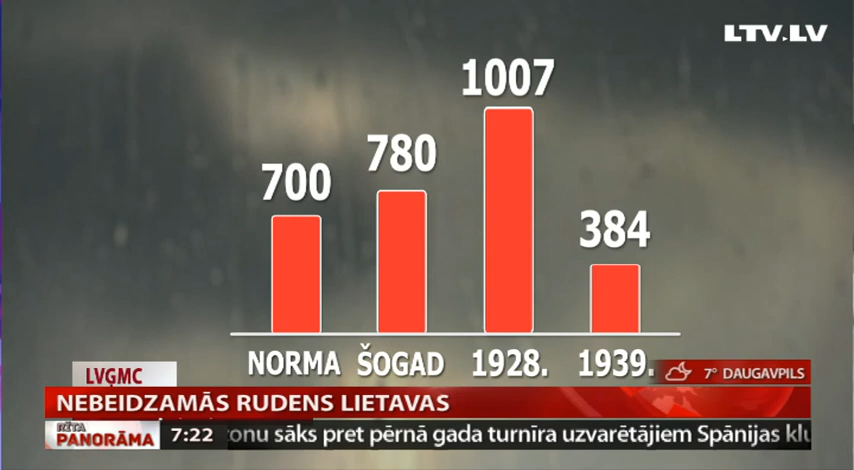 LTV.LV
1007
780
700
384
NORMA ŠOGAD 1928. 1939.
LVĢMC
7° DAUGAVPILS
NEBEIDZAMĀS RUDENS LIETAVAS
RĪTA
PANORĀMA 7:22 zonu sāks pret pērnā gada turnīra uzvarētājiem Spānijas klu